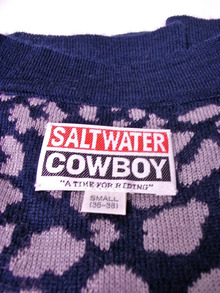 SALTWATER
COWBOY
"A TIME FOR RIDING"
SMALL
(36-38)